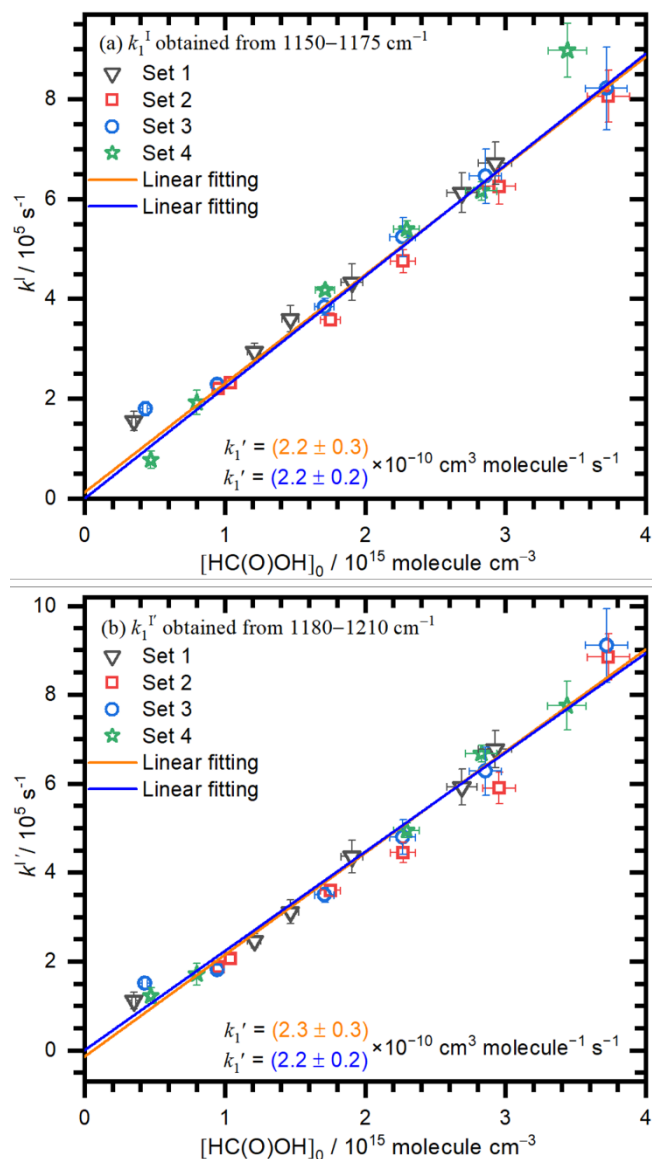 (a) k₁ᴵ obtained from 1150–1175 cm⁻¹
Set 1
Set 2
Set 3
Set 4
Linear fitting
Linear fitting
8
6
4
2
0
kᴵ / 10⁵ s⁻¹
k₁′ = (2.2 ± 0.3)
k₁′ = (2.2 ± 0.2)
×10⁻¹⁰ cm³ molecule⁻¹ s⁻¹
0 1 2 3 4
[HC(O)OH]₀ / 10¹⁵ molecule cm⁻³
(b) k₁ᴵ′ obtained from 1180–1210 cm⁻¹
Set 1
Set 2
Set 3
Set 4
Linear fitting
Linear fitting
10
8
6
4
2
0
kᴵ′ / 10⁵ s⁻¹
k₁′ = (2.3 ± 0.3)
k₁′ = (2.2 ± 0.2)
×10⁻¹⁰ cm³ molecule⁻¹ s⁻¹
0 1 2 3 4
[HC(O)OH]₀ / 10¹⁵ molecule cm⁻³